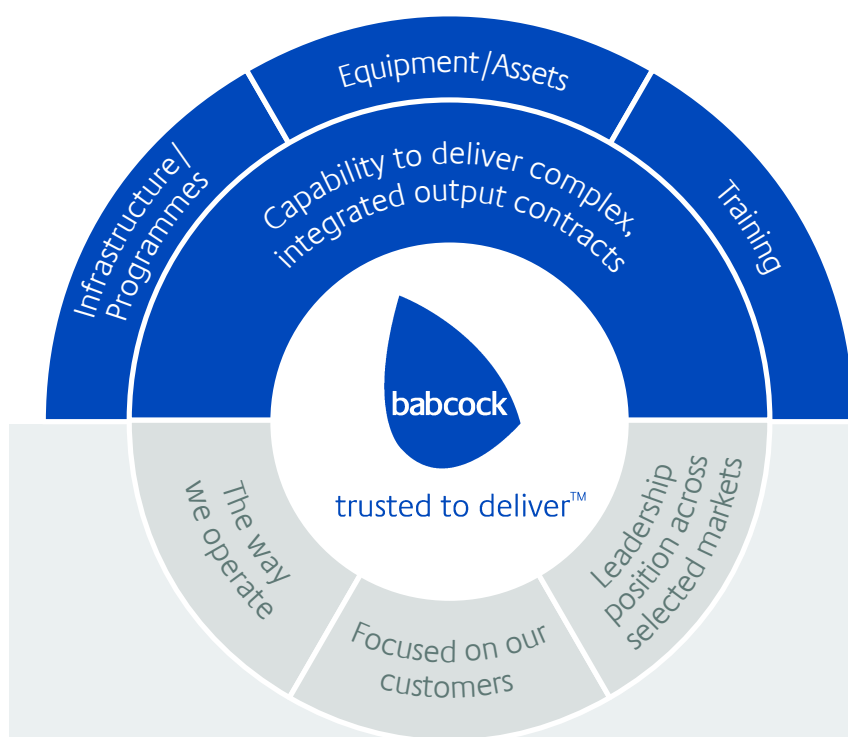 Equipment/Assets
Infrastructure/
Programmes
Training
Capability to deliver complex,
integrated output contracts
babcock
trusted to deliver™
The way
we operate
Focused on our
customers
Leadership
position across
selected markets